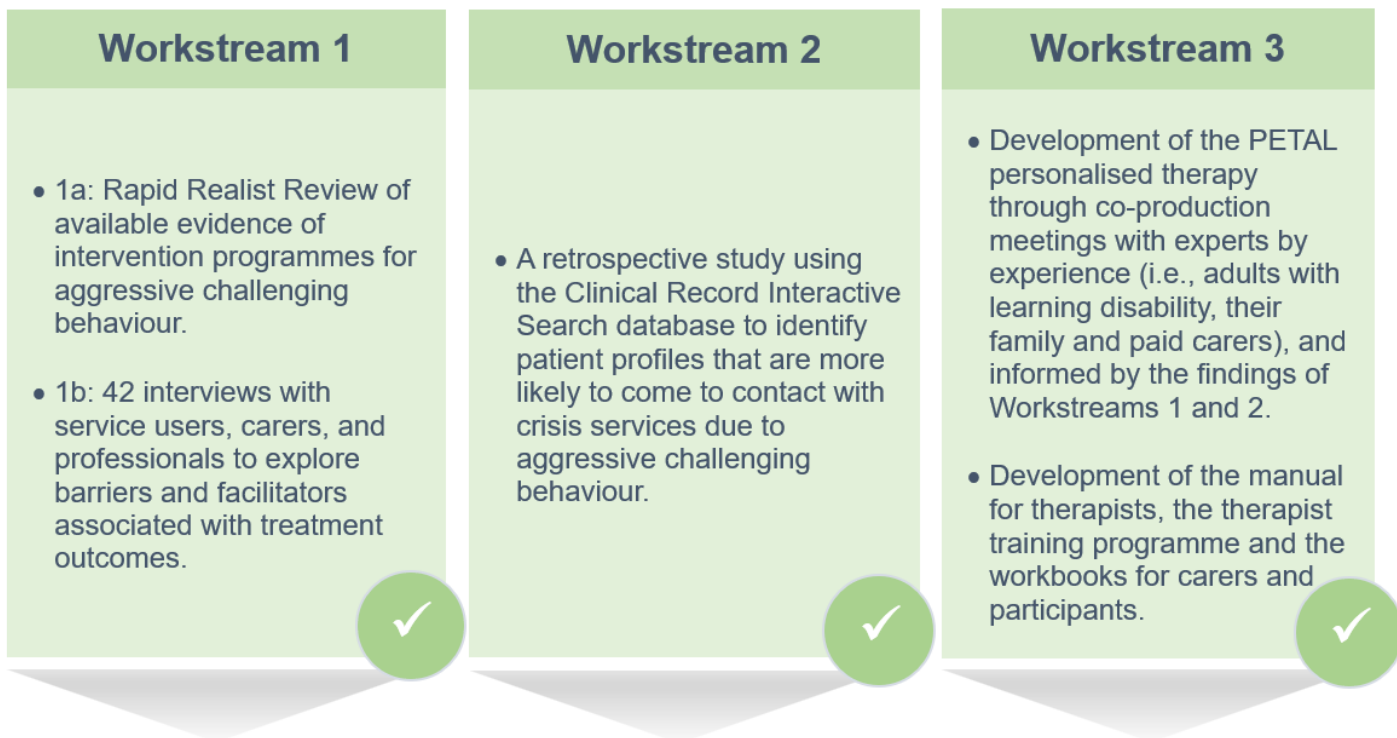 Workstream 1
• 1a: Rapid Realist Review of
available evidence of
intervention programmes for
aggressive challenging
behaviour.
• 1b: 42 interviews with
service users, carers, and
professionals to explore
barriers and facilitators
associated with treatment
outcomes.
Workstream 2
• A retrospective study using
the Clinical Record Interactive
Search database to identify
patient profiles that are more
likely to come to contact with
crisis services due to
aggressive challenging
behaviour.
Workstream 3
• Development of the PETAL
personalised therapy
through co-production
meetings with experts by
experience (i.e., adults with
learning disability, their
family and paid carers), and
informed by the findings of
Workstreams 1 and 2.
• Development of the manual
for therapists, the therapist
training programme and the
workbooks for carers and
participants.